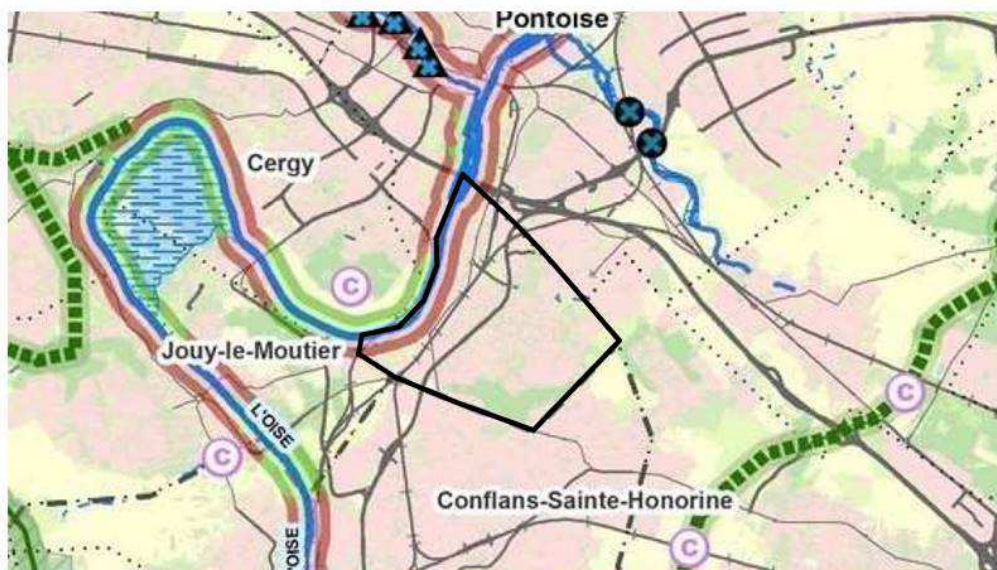 Pontoise
Cergy
C
Jouy-le-Moutier
L'OISE
C
C
Conflans-Sainte-Honorine
C
L'OISE